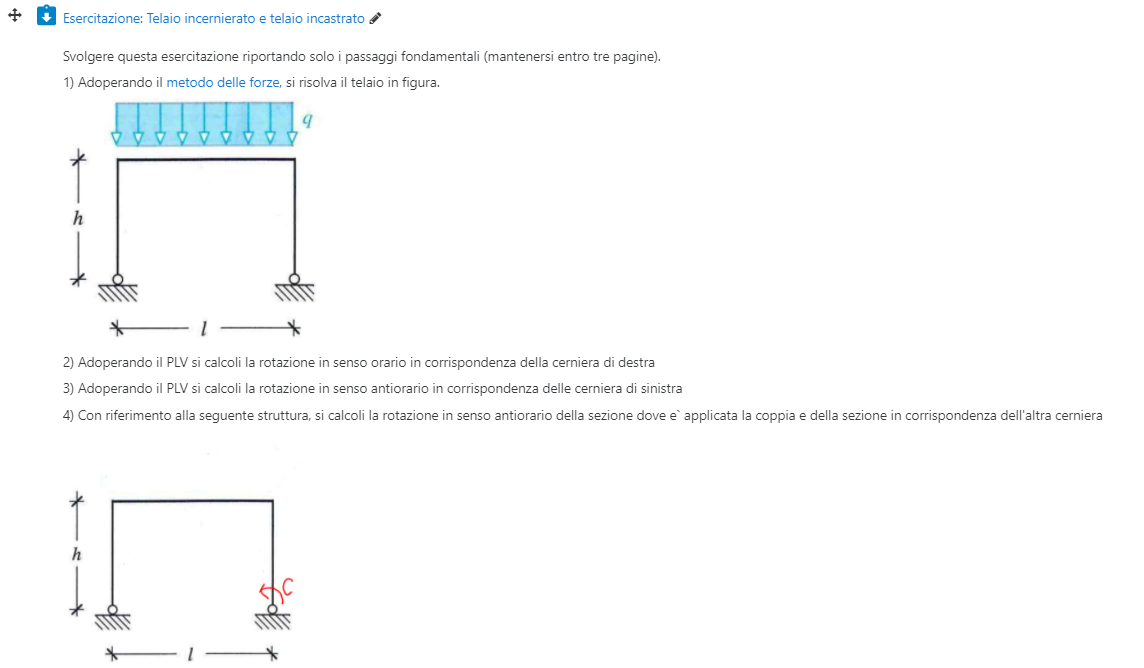 Esercitazione: Telaio incernierato e telaio incastrato
Svolgere questa esercitazione riportando solo i passaggi fondamentali (mantenersi entro tre pagine).
1) Adoperando il metodo delle forze, si risolva il telaio in figura.
q
h
l
2) Adoperando il PLV si calcoli la rotazione in senso orario in corrispondenza della cerniera di destra
3) Adoperando il PLV si calcoli la rotazione in senso antiorario in corrispondenza delle cerniera di sinistra
4) Con riferimento alla seguente struttura, si calcoli la rotazione in senso antiorario della sezione dove e` applicata la coppia e della sezione in corrispondenza dell'altra cerniera
h
C
l